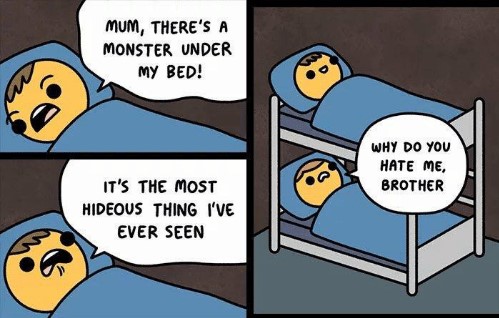 MUM, THERE'S A
MONSTER UNDER
MY BED!
IT'S THE MOST
HIDEOUS THING I'VE
EVER SEEN
WHY DO YOU
HATE ME,
BROTHER